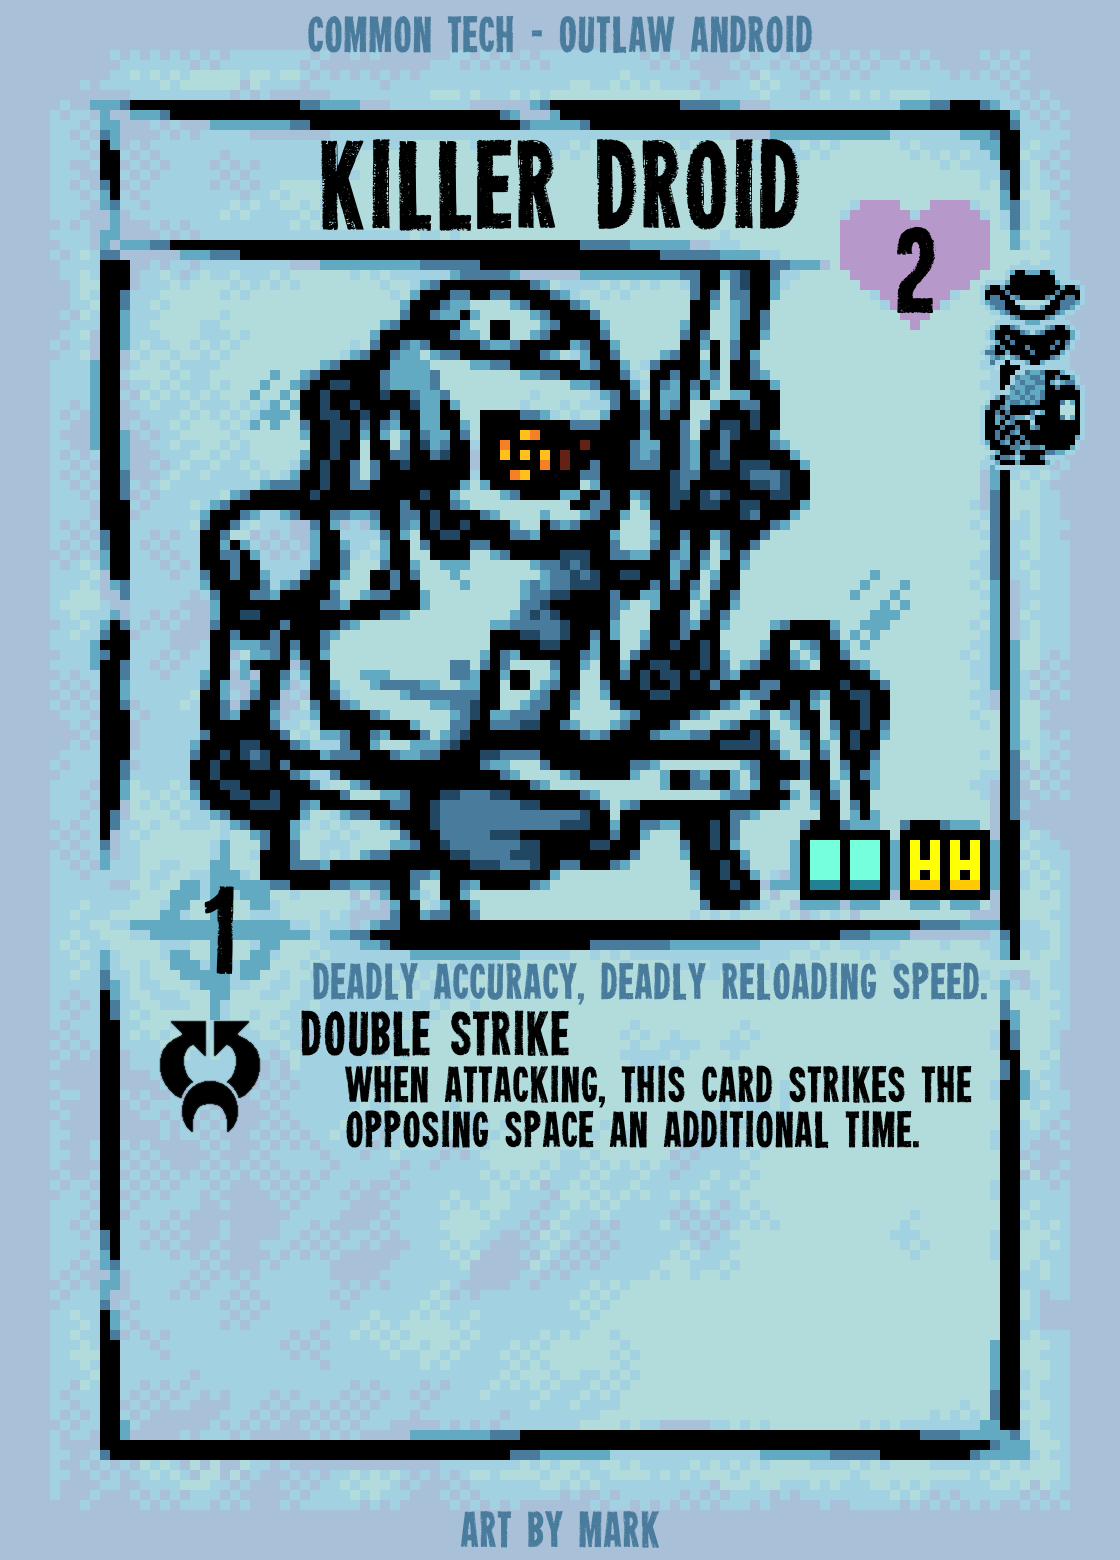 COMMON TECH - OUTLAW ANDROID
KILLER DROID
2
1
DEADLY ACCURACY, DEADLY RELOADING SPEED.
DOUBLE STRIKE
WHEN ATTACKING, THIS CARD STRIKES THE
OPPOSING SPACE AN ADDITIONAL TIME.
ART BY MARK